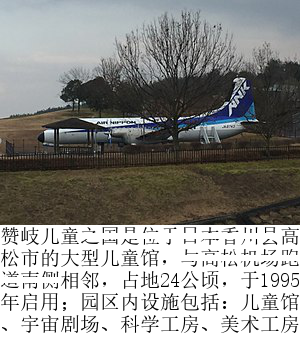 AIR NIPPON
ANK
赞岐儿童之国是位于日本香川县高
松市的大型儿童馆，与高松机场跑
道南侧相邻，占地24公顷，于1995
年启用；园区内设施包括：儿童馆
、宇宙剧场、科学工房、美术工房